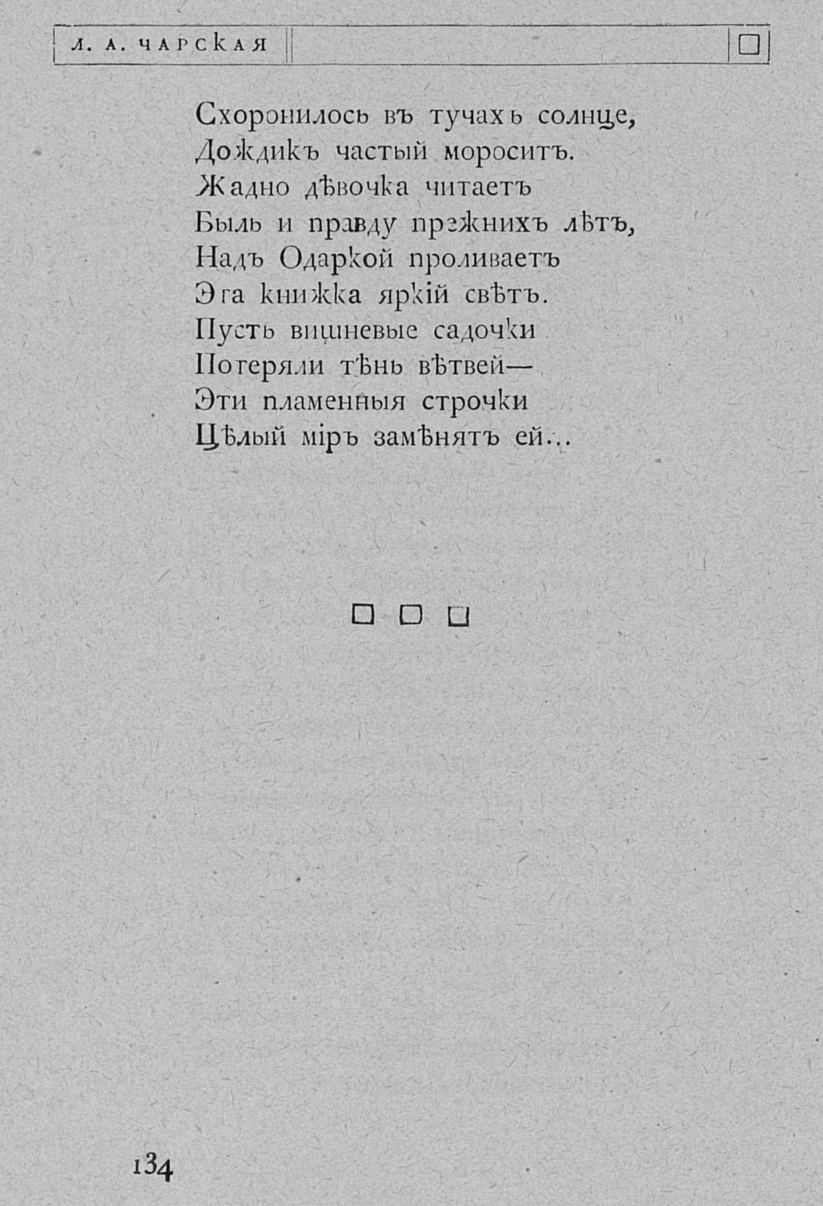 Л. А. ЧАРСКАЯ
Схоронилось въ тучахъ солнце,
Дождикъ частый мороситъ.
Жадно дѣвочка читаетъ
Быль и правду прежнихъ лѣтъ,
Надъ Одаркой проливаетъ
Эта книжка яркій свѣтъ.
Пусть вишневые садочки
Потеряли тѣнь вѣтвей—
Эти пламенныя строчки
Цѣлый міръ замѣнятъ ей...
134